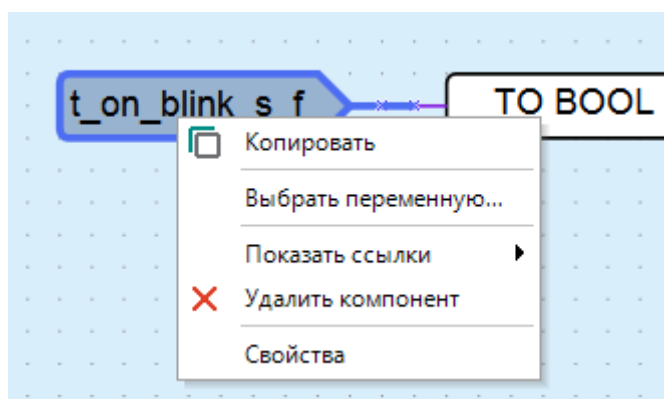 t_on_blink_s_f
TO BOOL
Копировать
Выбрать переменную...
Показать ссылки
Удалить компонент
Свойства